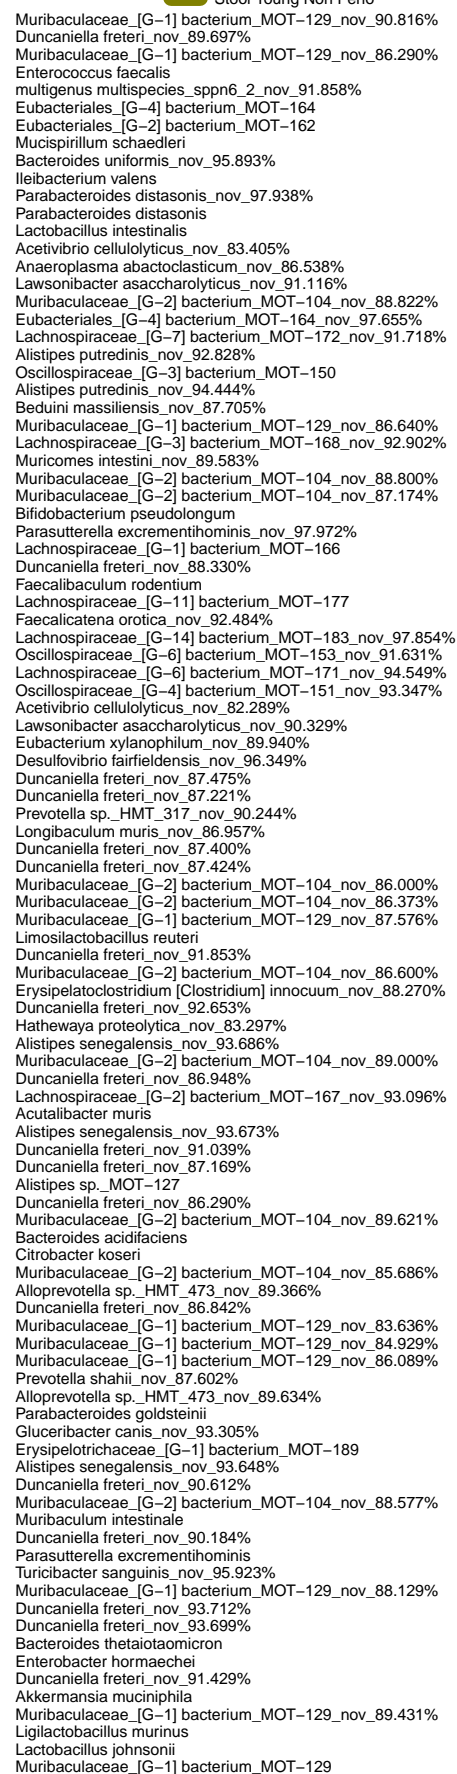 Stool Young Non Perio
Muribaculaceae_[G−1] bacterium_MOT−129_nov_90.816%
Duncaniella freteri_nov_89.697%
Muribaculaceae_[G−1] bacterium_MOT−129_nov_86.290%
Enterococcus faecalis
multigenus multispecies_sppn6_2_nov_91.858%
Eubacteriales_[G−4] bacterium_MOT−164
Eubacteriales_[G−2] bacterium_MOT−162
Mucispirillum schaedleri
Bacteroides uniformis_nov_95.893%
Ileibacterium valens
Parabacteroides distasonis_nov_97.938%
Parabacteroides distasonis
Lactobacillus intestinalis
Acetivibrio cellulolyticus_nov_83.405%
Anaeroplasma abactoclasticum_nov_86.538%
Lawsonibacter asaccharolyticus_nov_91.116%
Muribaculaceae_[G−2] bacterium_MOT−104_nov_88.822%
Eubacteriales_[G−4] bacterium_MOT−164_nov_97.655%
Lachnospiraceae_[G−7] bacterium_MOT−172_nov_91.718%
Alistipes putredinis_nov_92.828%
Oscillospiraceae_[G−3] bacterium_MOT−150
Alistipes putredinis_nov_94.444%
Beduini massiliensis_nov_87.705%
Muribaculaceae_[G−1] bacterium_MOT−129_nov_86.640%
Lachnospiraceae_[G−3] bacterium_MOT−168_nov_92.902%
Muricomes intestini_nov_89.583%
Muribaculaceae_[G−2] bacterium_MOT−104_nov_88.800%
Muribaculaceae_[G−2] bacterium_MOT−104_nov_87.174%
Bifidobacterium pseudolongum
Parasutterella excrementihominis_nov_97.972%
Lachnospiraceae_[G−1] bacterium_MOT−166
Duncaniella freteri_nov_88.330%
Faecalibaculum rodentium
Lachnospiraceae_[G−11] bacterium_MOT−177
Faecalicatena orotica_nov_92.484%
Lachnospiraceae_[G−14] bacterium_MOT−183_nov_97.854%
Oscillospiraceae_[G−6] bacterium_MOT−153_nov_91.631%
Lachnospiraceae_[G−6] bacterium_MOT−171_nov_94.549%
Oscillospiraceae_[G−4] bacterium_MOT−151_nov_93.347%
Acetivibrio cellulolyticus_nov_82.289%
Lawsonibacter asaccharolyticus_nov_90.329%
Eubacterium xylanophilum_nov_89.940%
Desulfovibrio fairfieldensis_nov_96.349%
Duncaniella freteri_nov_87.475%
Duncaniella freteri_nov_87.221%
Prevotella sp._HMT_317_nov_90.244%
Longibaculum muris_nov_86.957%
Duncaniella freteri_nov_87.400%
Duncaniella freteri_nov_87.424%
Muribaculaceae_[G−2] bacterium_MOT−104_nov_86.000%
Muribaculaceae_[G−2] bacterium_MOT−104_nov_86.373%
Muribaculaceae_[G−1] bacterium_MOT−129_nov_87.576%
Limosilactobacillus reuteri
Duncaniella freteri_nov_91.853%
Muribaculaceae_[G−2] bacterium_MOT−104_nov_86.600%
Erysipelatoclostridium [Clostridium] innocuum_nov_88.270%
Duncaniella freteri_nov_92.653%
Hathewaya proteolytica_nov_83.297%
Alistipes senegalensis_nov_93.686%
Muribaculaceae_[G−2] bacterium_MOT−104_nov_89.000%
Duncaniella freteri_nov_86.948%
Lachnospiraceae_[G−2] bacterium_MOT−167_nov_93.096%
Acutalibacter muris
Alistipes senegalensis_nov_93.673%
Duncaniella freteri_nov_91.039%
Duncaniella freteri_nov_87.169%
Alistipes sp._MOT−127
Duncaniella freteri_nov_86.290%
Muribaculaceae_[G−2] bacterium_MOT−104_nov_89.621%
Bacteroides acidifaciens
Citrobacter koseri
Muribaculaceae_[G−2] bacterium_MOT−104_nov_85.686%
Alloprevotella sp._HMT_473_nov_89.366%
Duncaniella freteri_nov_86.842%
Muribaculaceae_[G−1] bacterium_MOT−129_nov_83.636%
Muribaculaceae_[G−1] bacterium_MOT−129_nov_84.929%
Muribaculaceae_[G−1] bacterium_MOT−129_nov_86.089%
Prevotella shahii_nov_87.602%
Alloprevotella sp._HMT_473_nov_89.634%
Parabacteroides goldsteinii
Gluceribacter canis_nov_93.305%
Erysipelotrichaceae_[G−1] bacterium_MOT−189
Alistipes senegalensis_nov_93.648%
Duncaniella freteri_nov_90.612%
Muribaculaceae_[G−2] bacterium_MOT−104_nov_88.577%
Muribaculum intestinale
Duncaniella freteri_nov_90.184%
Parasutterella excrementihominis
Turicibacter sanguinis_nov_95.923%
Muribaculaceae_[G−1] bacterium_MOT−129_nov_88.129%
Duncaniella freteri_nov_93.712%
Duncaniella freteri_nov_93.699%
Bacteroides thetaiotaomicron
Enterobacter hormaechei
Duncaniella freteri_nov_91.429%
Akkermansia muciniphila
Muribaculaceae_[G−1] bacterium_MOT−129_nov_89.431%
Ligilactobacillus murinus
Lactobacillus johnsonii
Muribaculaceae_[G−1] bacterium_MOT−129